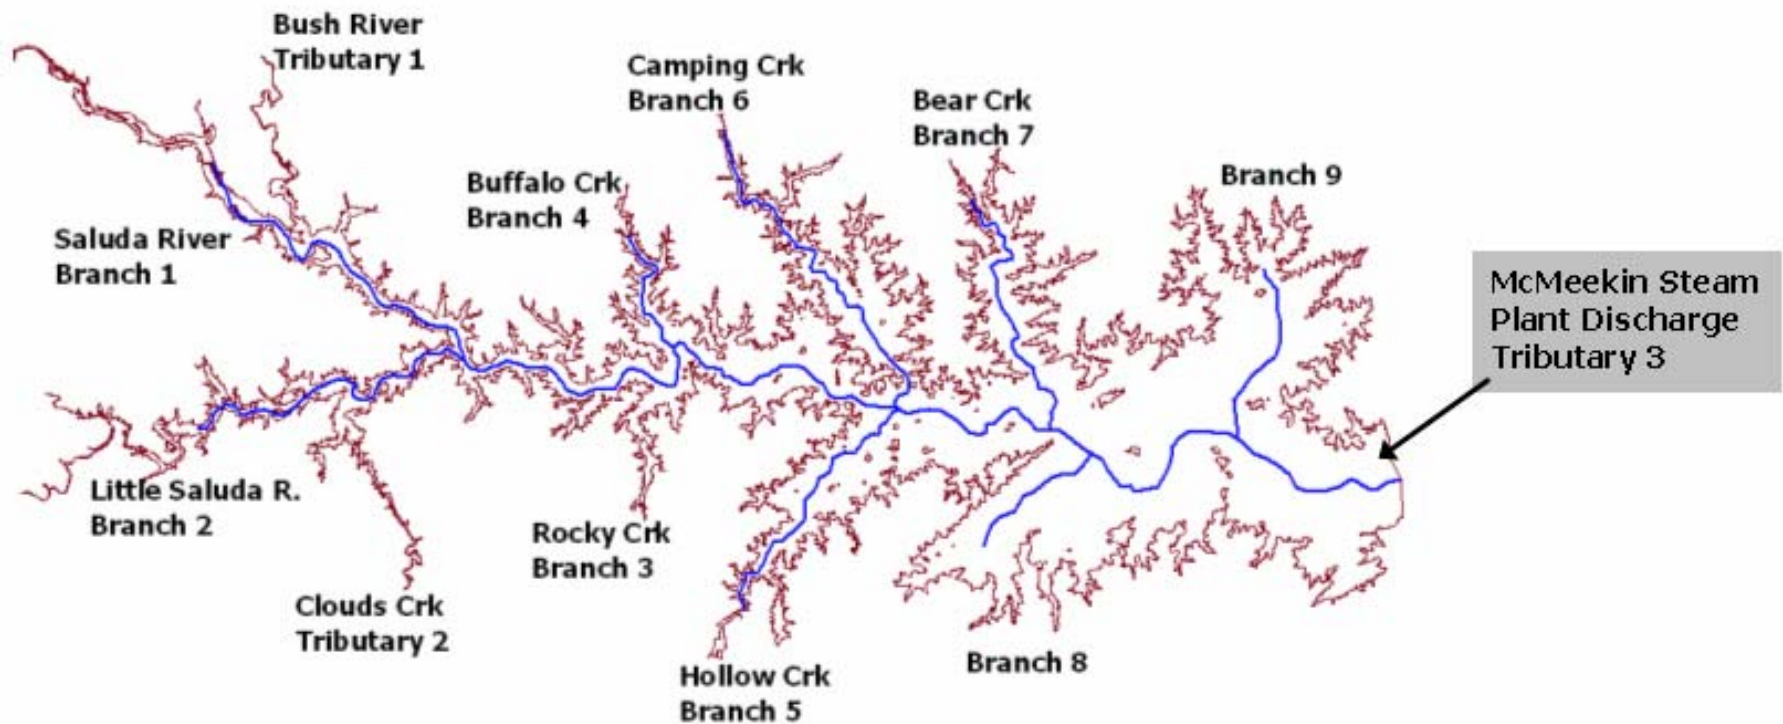 Bush River
Tributary 1
Camping Crk
Branch 6
Bear Crk
Branch 7
Buffalo Crk
Branch 4
Branch 9
Saluda River
Branch 1
McMeekin Steam
Plant Discharge
Tributary 3
Little Saluda R.
Branch 2
Rocky Crk
Branch 3
Clouds Crk
Tributary 2
Hollow Crk
Branch 5
Branch 8